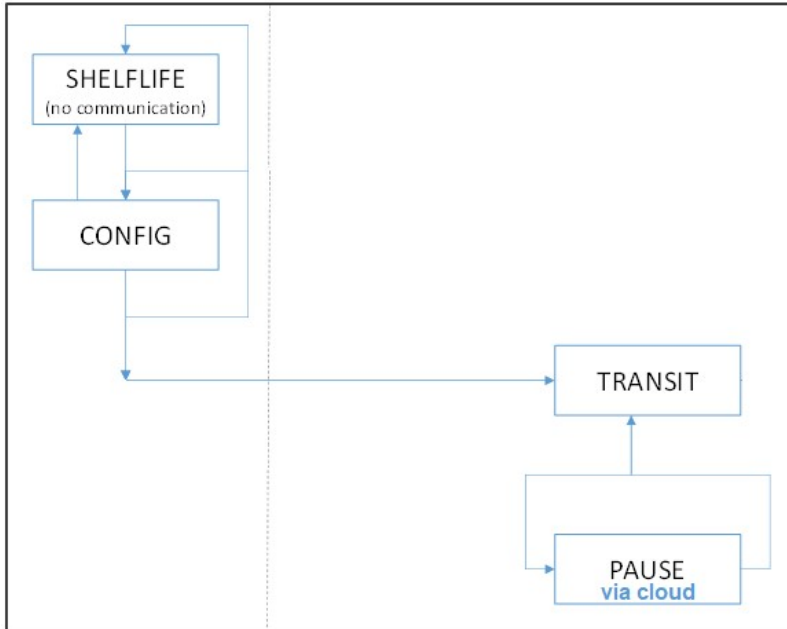 SHELFLIFE
(no communication)
CONFIG
TRANSIT
PAUSE
via cloud